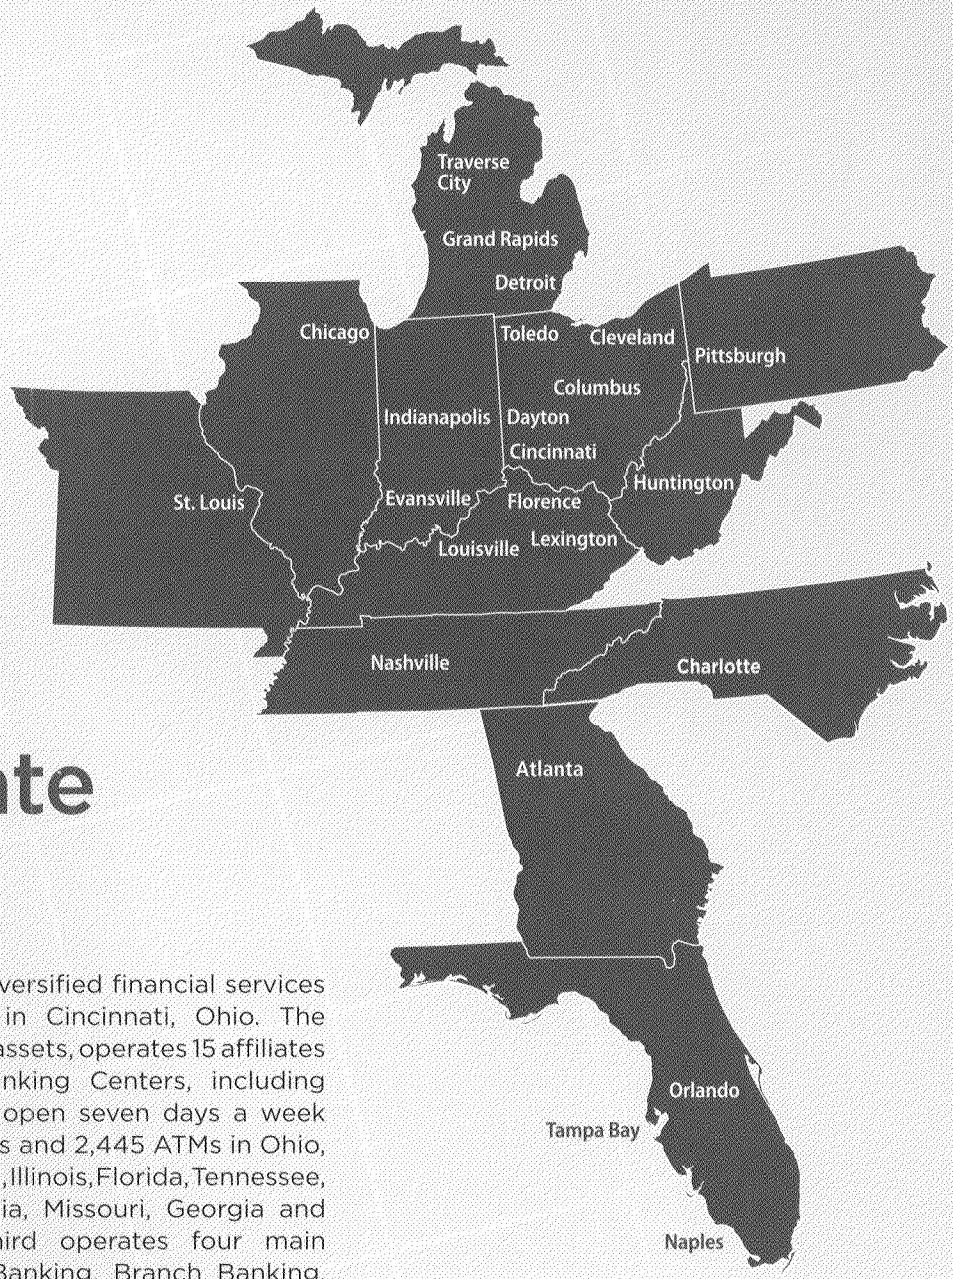 Traverse
City
Grand Rapids
Detroit
Chicago
Toledo
Cleveland
Pittsburgh
Columbus
Indianapolis
Dayton
Cincinnati
Huntington
St. Louis
Evansville
Florence
Louisville
Lexington
Nashville
Charlotte
Atlanta
Orlando
Tampa Bay
Naples
versified financial services
in Cincinnati, Ohio. The
assets, operates 15 affiliates
nking Centers, including
open seven days a week
s and 2,445 ATMs in Ohio,
, Illinois, Florida, Tennessee,
ia, Missouri, Georgia and
operates four main
Banking, Branch Banking,